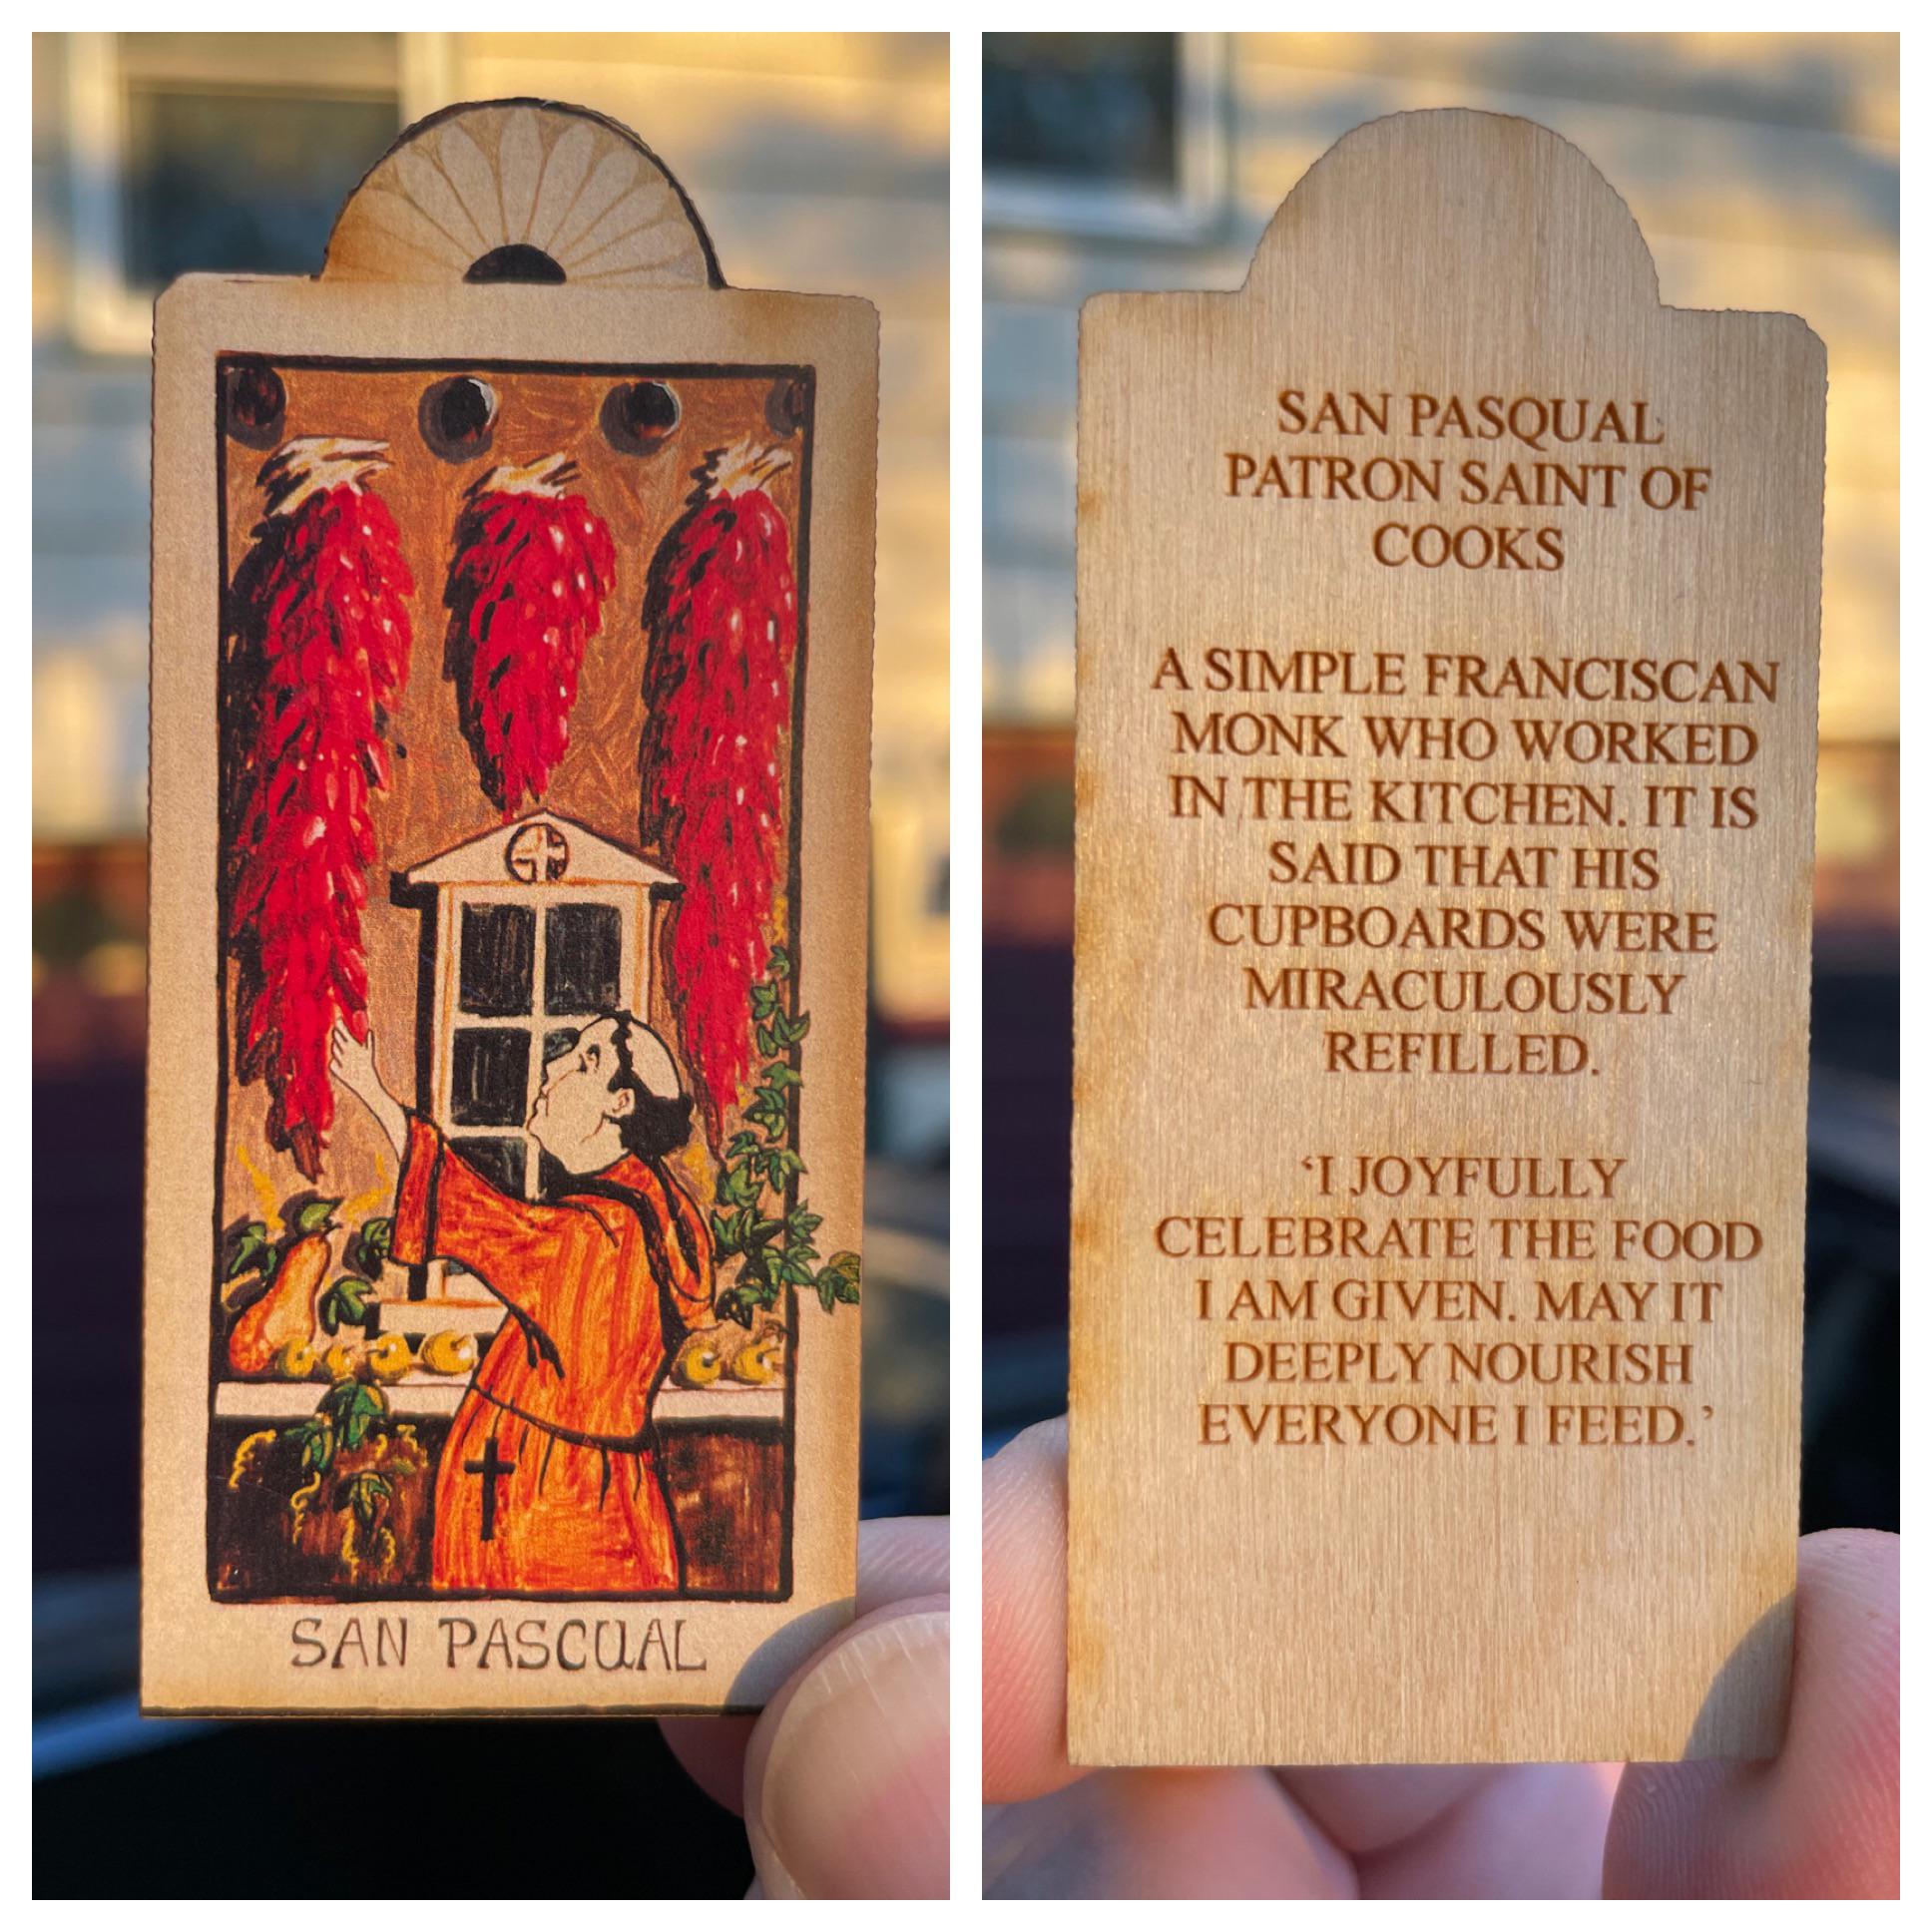 SAN PASCUAL
SAN PASQUAL
PATRON SAINT OF
COOKS
A SIMPLE FRANCISCAN
MONK WHO WORKED
IN THE KITCHEN. IT IS
SAID THAT HIS
CUPBOARDS WERE
MIRACULOUSLY
REFILLED.
‘I JOYFULLY
CELEBRATE THE FOOD
I AM GIVEN. MAY IT
DEEPLY NOURISH
EVERYONE I FEED.’